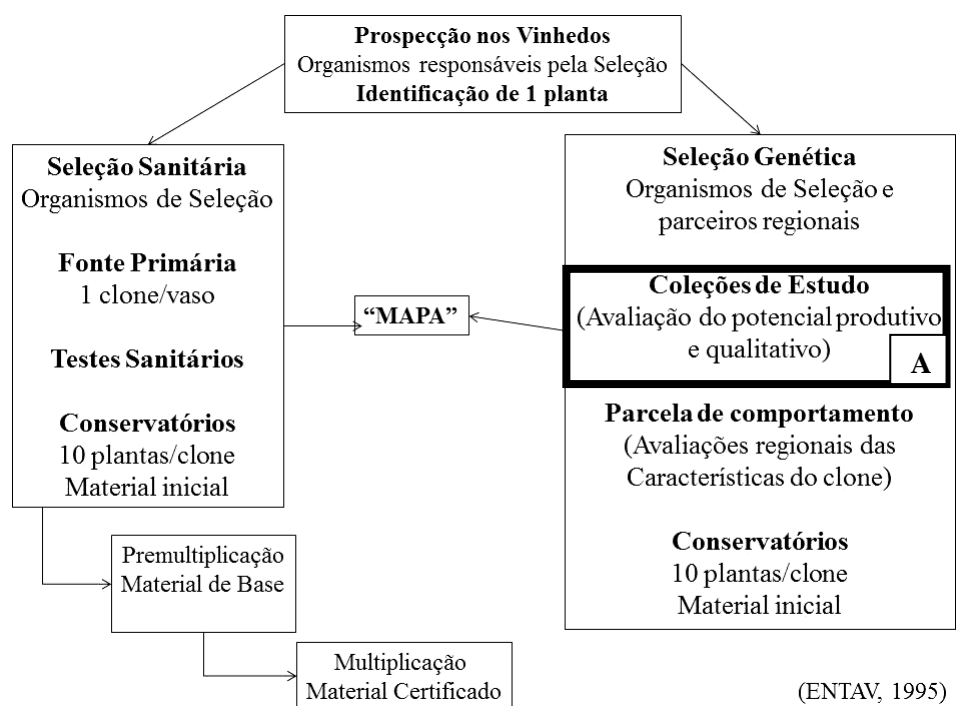 Prospecção nos Vinhedos
Organismos responsáveis pela Seleção
Identificação de 1 planta
Seleção Sanitária
Organismos de Seleção
Fonte Primária
1 clone/vaso
Testes Sanitários
Conservatórios
10 plantas/clone
Material inicial
“MAPA”
Seleção Genética
Organismos de Seleção e
parceiros regionais
Coleções de Estudo
(Avaliação do potencial produtivo
e qualitativo)
A
Parcela de comportamento
(Avaliações regionais das
Características do clone)
Conservatórios
10 plantas/clone
Material inicial
Premultiplicação
Material de Base
Multiplicação
Material Certificado
(ENTAV, 1995)